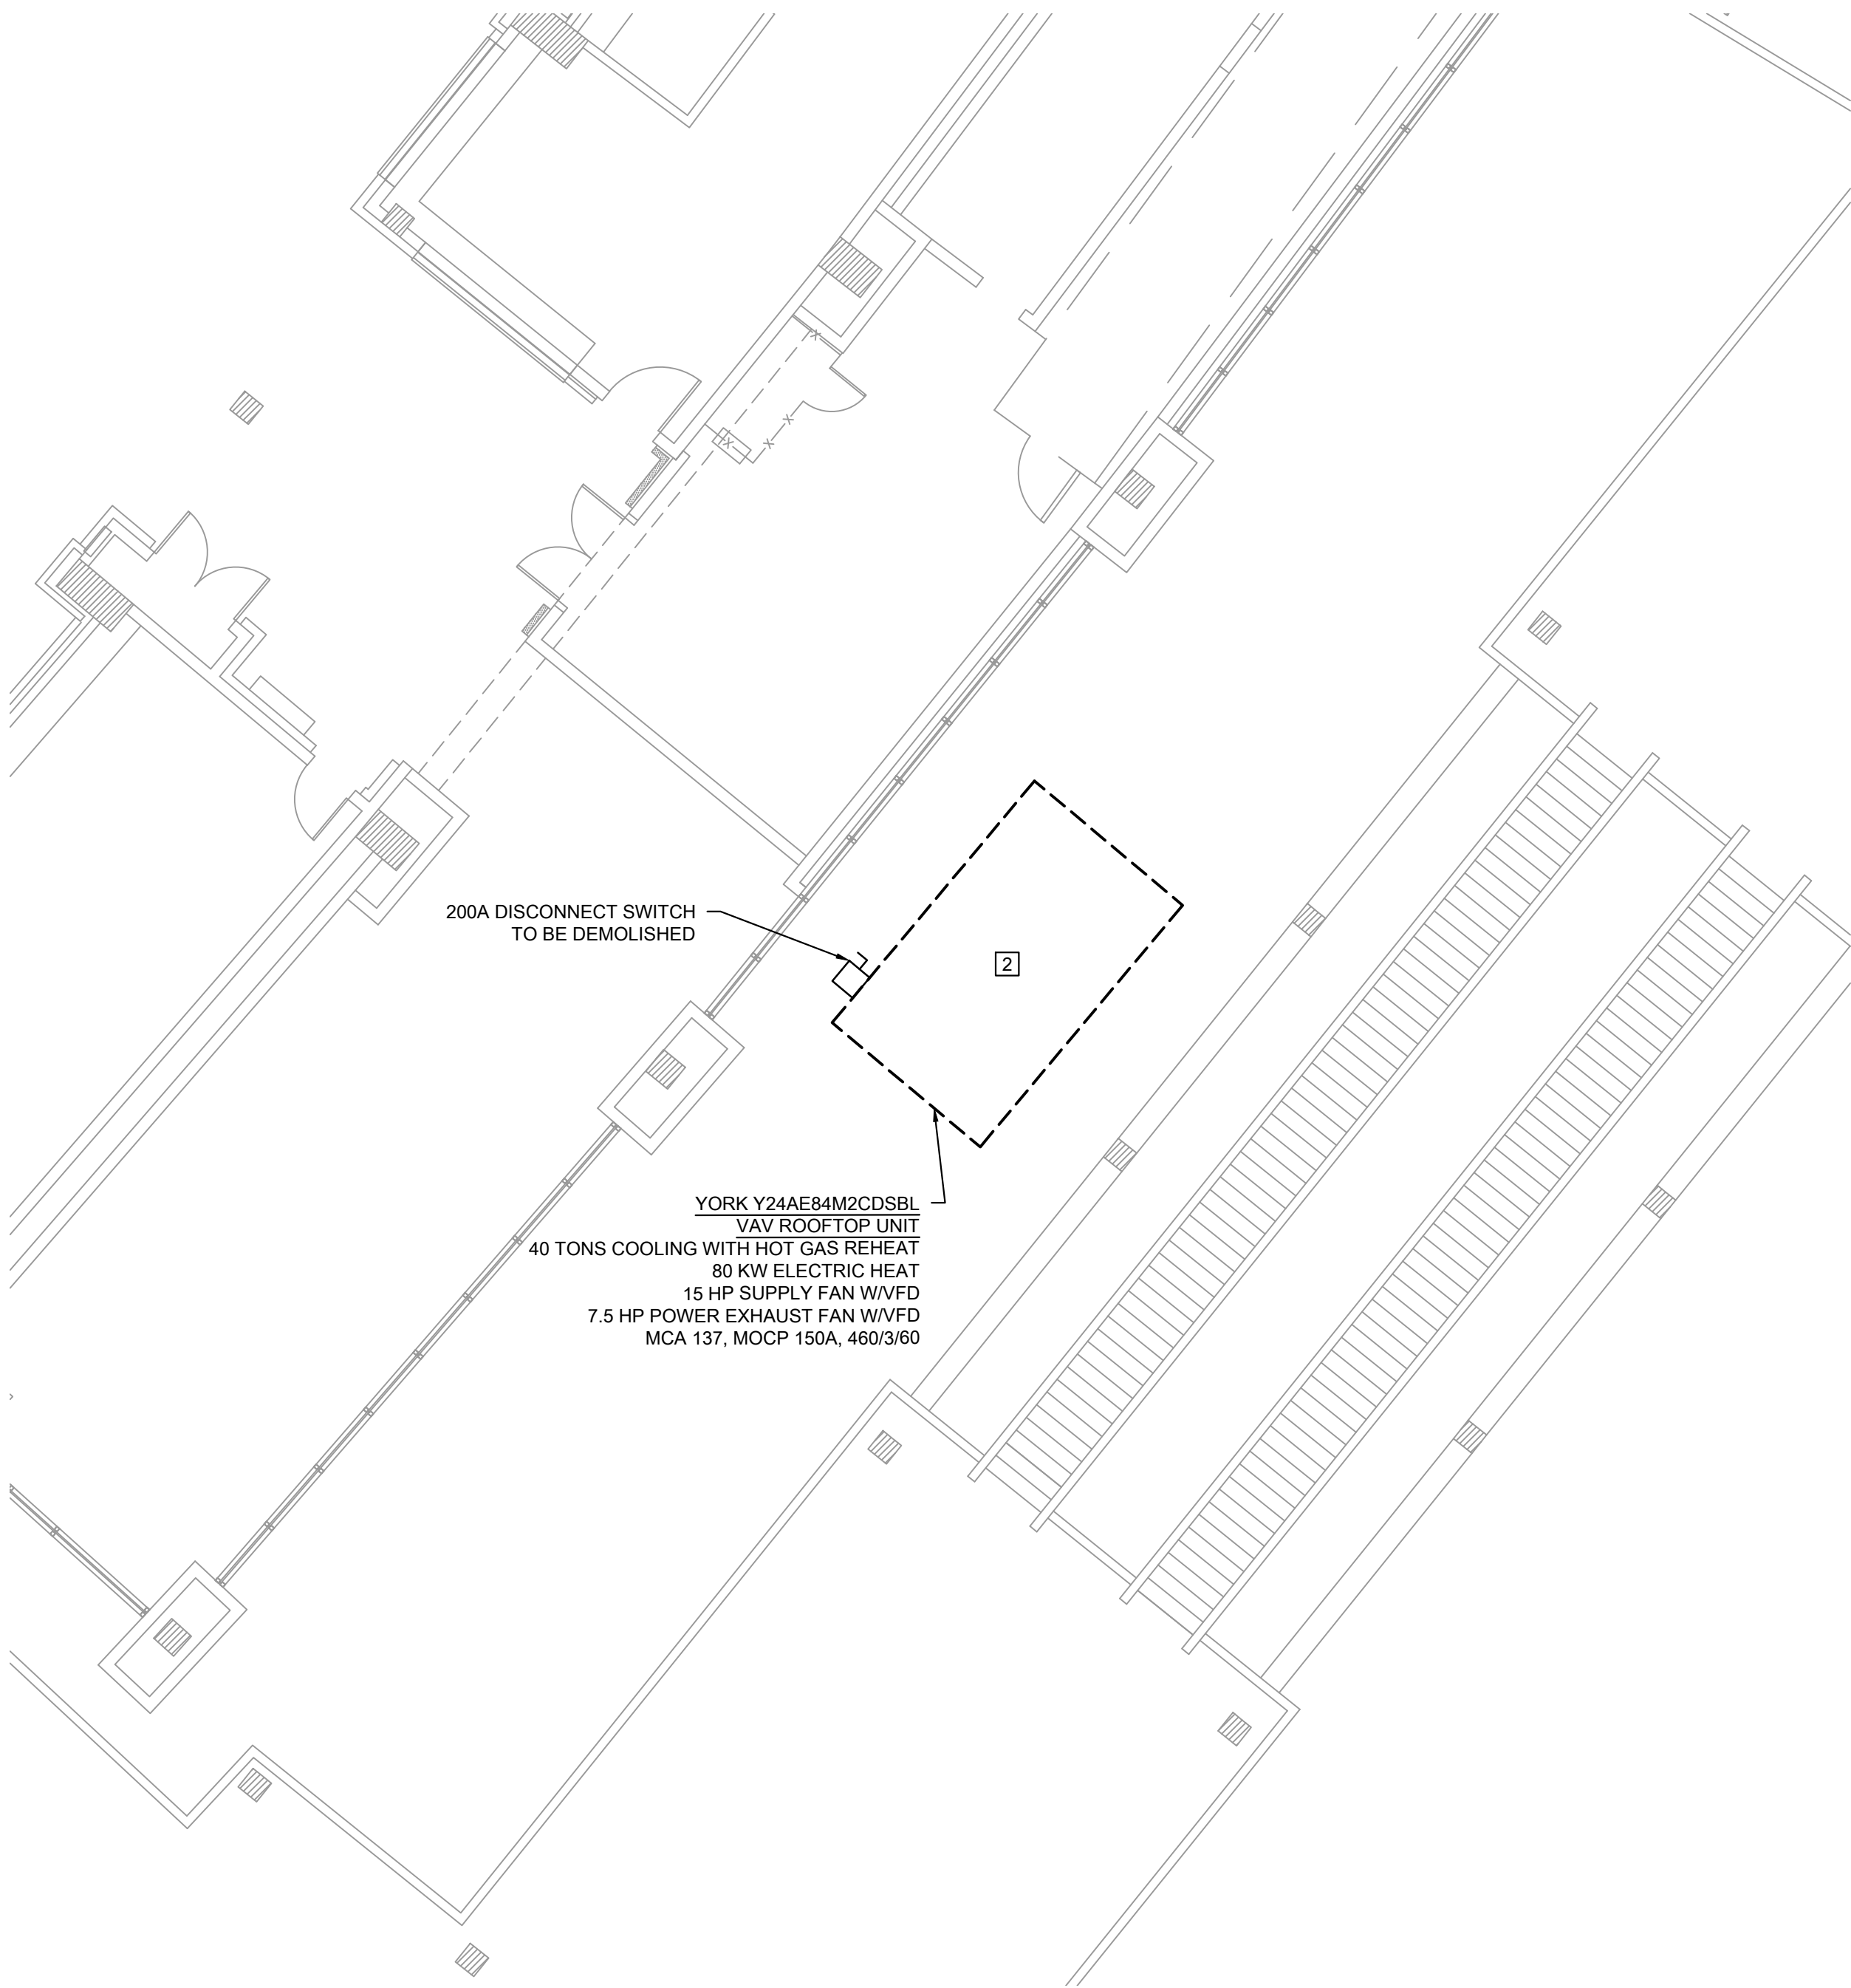 200A DISCONNECT SWITCH
TO BE DEMOLISHED
2
YORK Y24AE84M2CDSBL
VAV ROOFTOP UNIT
40 TONS COOLING WITH HOT GAS REHEAT
80 KW ELECTRIC HEAT
15 HP SUPPLY FAN W/VFD
7.5 HP POWER EXHAUST FAN W/VFD
MCA 137, MOCP 150A, 460/3/60